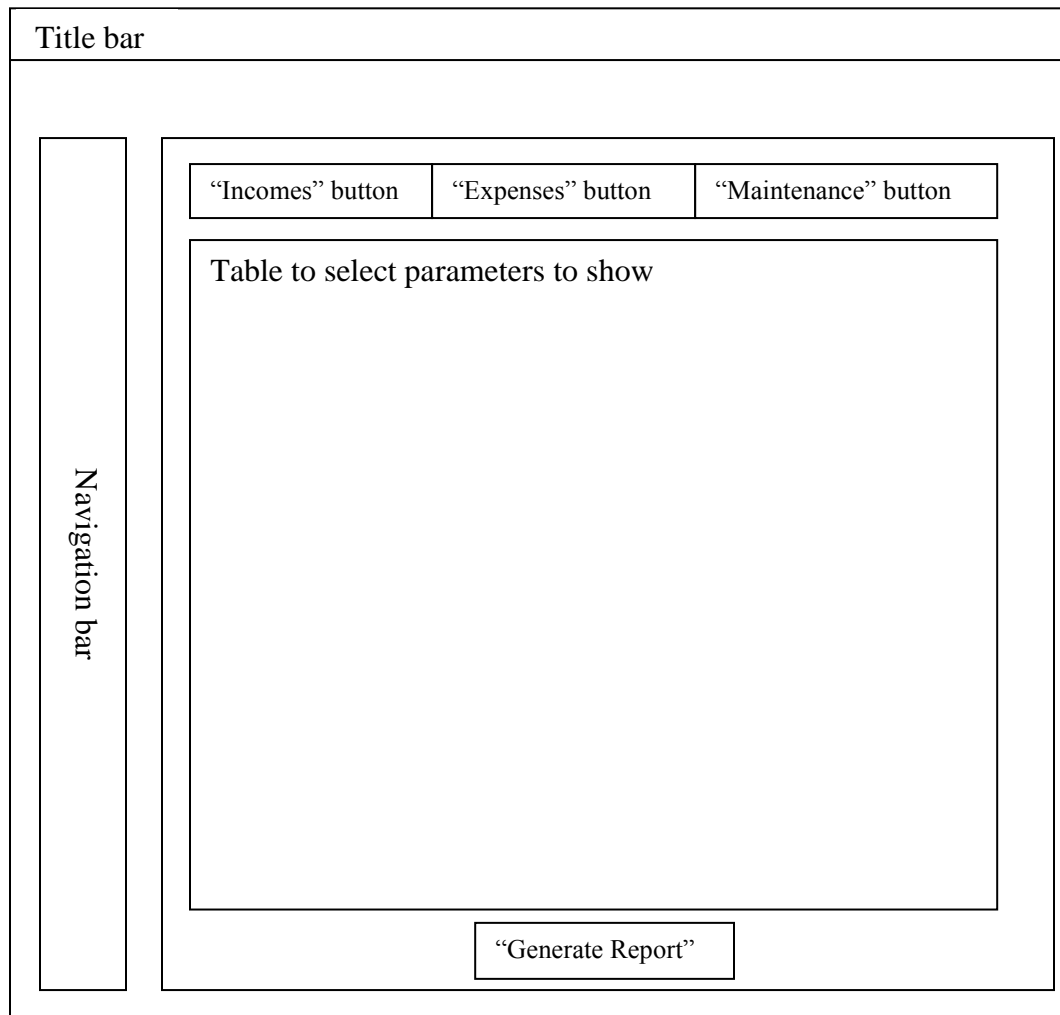 Title bar
“Incomes” button
“Expenses” button
“Maintenance” button
Table to select parameters to show
Navigation bar
“Generate Report”